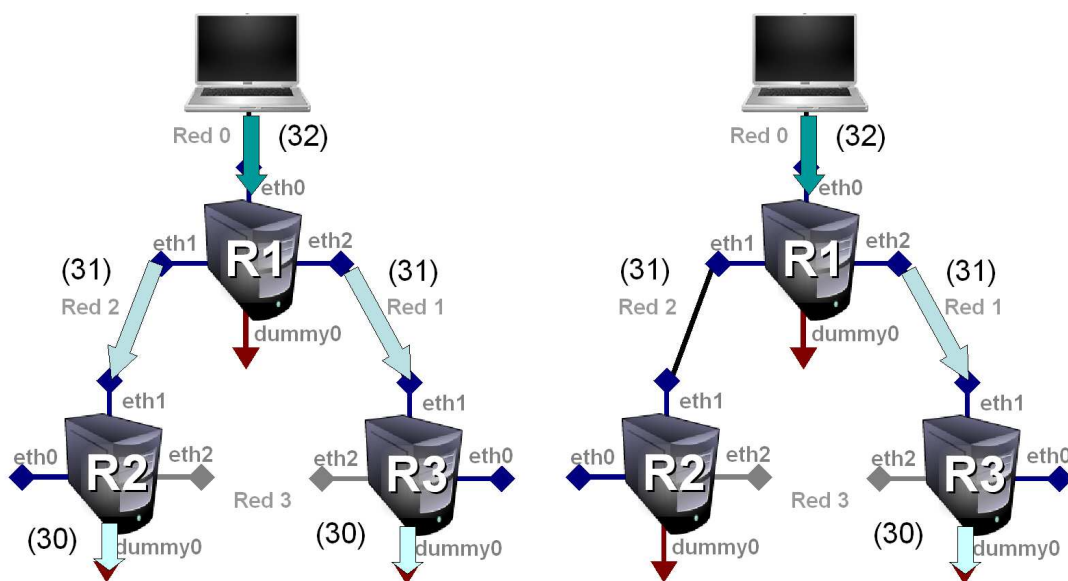 Red 0 (32)
eth0
eth1 R1 eth2
(31) (31)
Red 2 Red 1
dummy0
eth1 eth1
eth0 R2 eth2 eth2 R3 eth0
Red 3
(30) dummy0 (30) dummy0
Red 0 (32)
eth0
eth1 R1 eth2
(31) (31)
Red 2 Red 1
dummy0
eth1 eth1
eth0 R2 eth2 eth2 R3 eth0
Red 3
dummy0 (30) dummy0